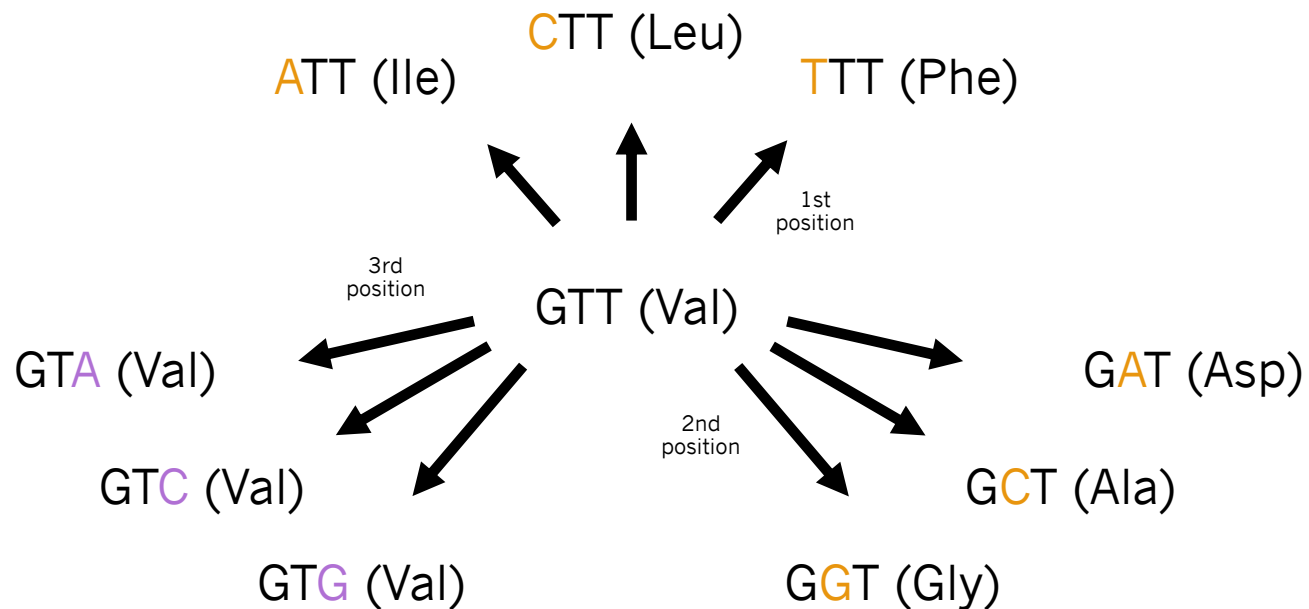 CTT (Leu)
ATT (Ile)
TTT (Phe)
1st
position
3rd
position
GTT (Val)
GTA (Val)
GAT (Asp)
2nd
position
GTC (Val)
GCT (Ala)
GTG (Val)
GGT (Gly)